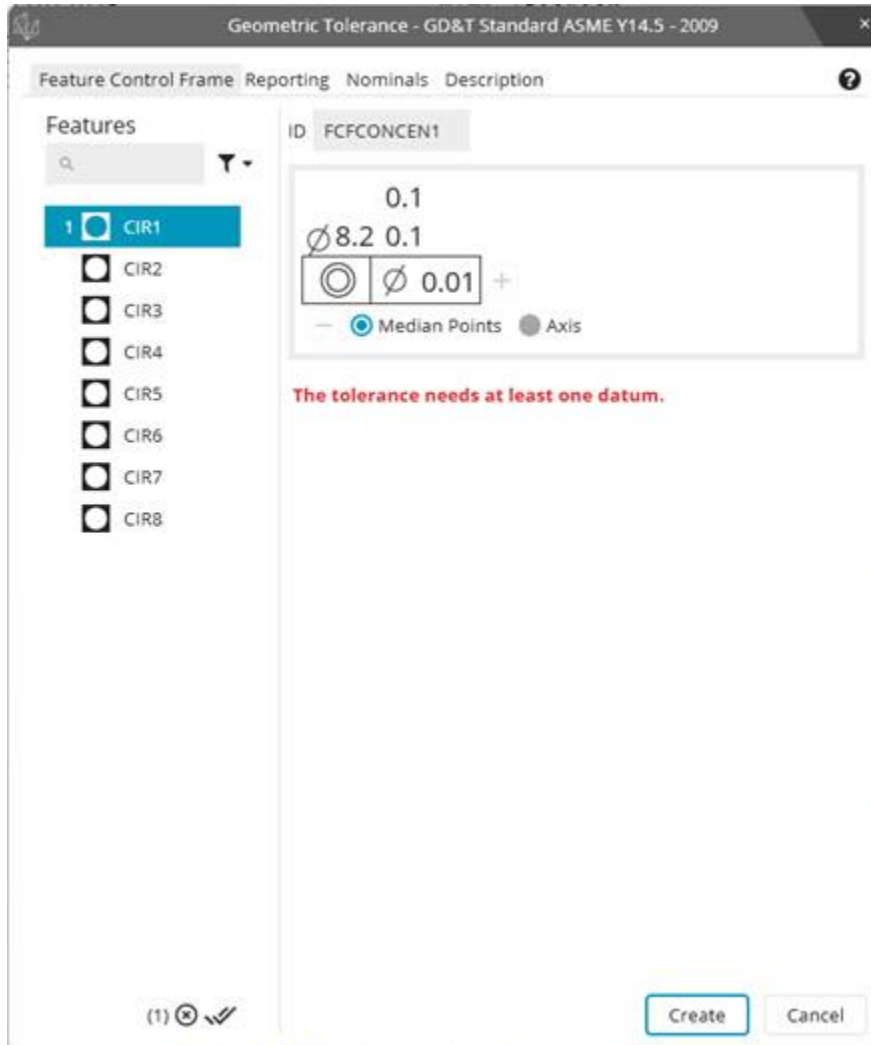 Geometric Tolerance - GD&T Standard ASME Y14.5 - 2009
Feature Control Frame Reporting Nominals Description
Features
ID FCFCONCEN1
0.1
∅8.2 0.1
◎ ∅ 0.01 +
— Median Points Axis
The tolerance needs at least one datum.
1 CIR1
CIR2
CIR3
CIR4
CIR5
CIR6
CIR7
CIR8
(1)
Create Cancel